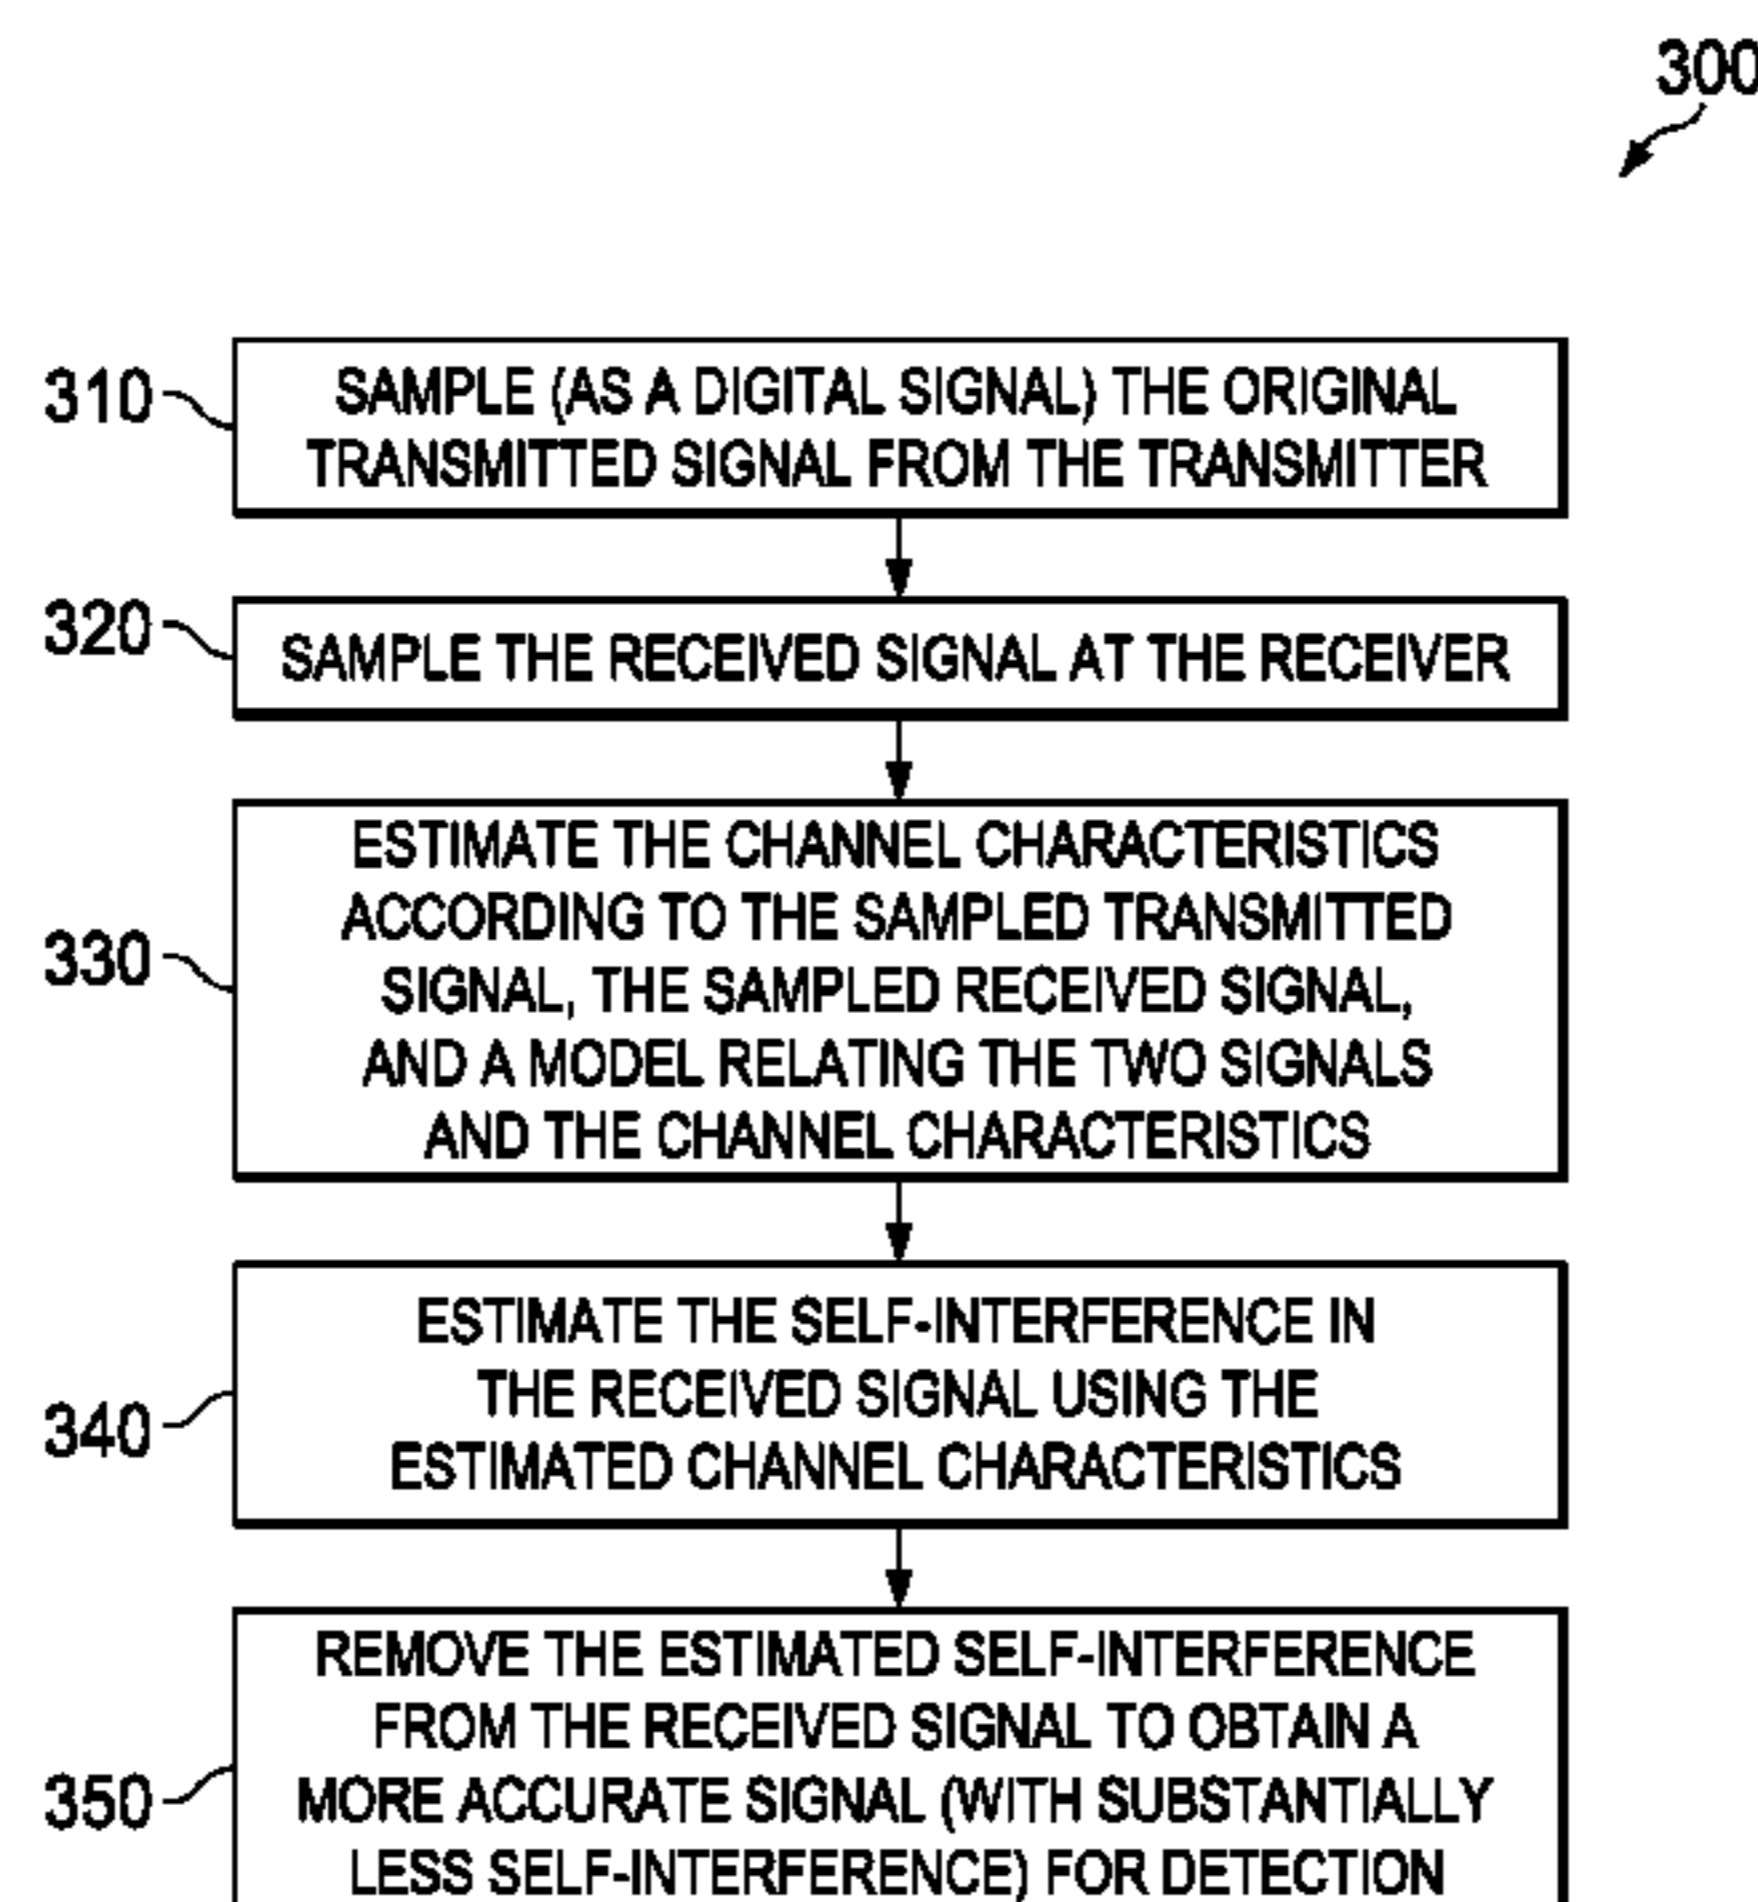 300
310
SAMPLE (AS A DIGITAL SIGNAL) THE ORIGINAL
TRANSMITTED SIGNAL FROM THE TRANSMITTER
320
SAMPLE THE RECEIVED SIGNAL AT THE RECEIVER
330
ESTIMATE THE CHANNEL CHARACTERISTICS
ACCORDING TO THE SAMPLED TRANSMITTED
SIGNAL, THE SAMPLED RECEIVED SIGNAL,
AND A MODEL RELATING THE TWO SIGNALS
AND THE CHANNEL CHARACTERISTICS
340
ESTIMATE THE SELF-INTERFERENCE IN
THE RECEIVED SIGNAL USING THE
ESTIMATED CHANNEL CHARACTERISTICS
350
REMOVE THE ESTIMATED SELF-INTERFERENCE
FROM THE RECEIVED SIGNAL TO OBTAIN A
MORE ACCURATE SIGNAL (WITH SUBSTANTIALLY
LESS SELF-INTERFERENCE) FOR DETECTION